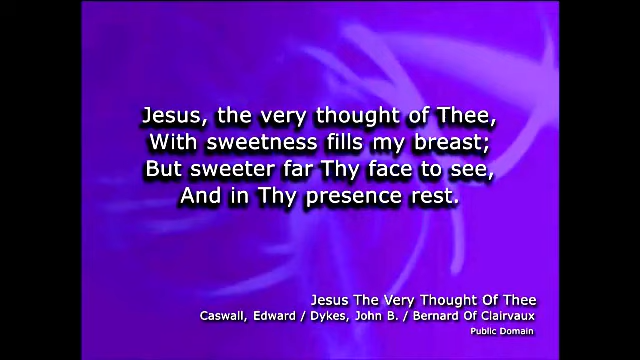 Jesus, the very thought of Thee,
With sweetness fills my breast;
But sweeter far Thy face to see,
And in Thy presence rest.
Jesus The Very Thought Of Thee
Caswall, Edward / Dykes, John B. / Bernard Of Clairvaux
Public Domain